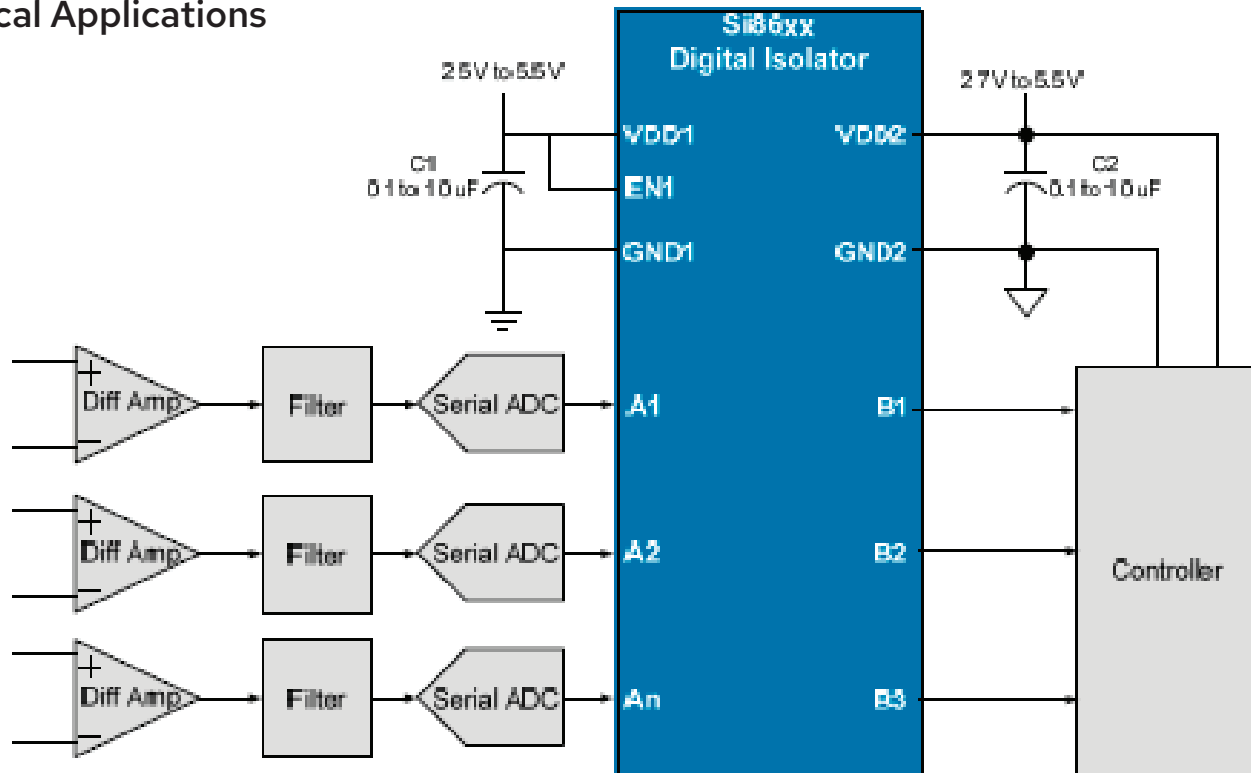 cal Applications
Si86xx
Digital Isolator
2.5V to 5.5V
2.7V to 5.5V
VDD1
VDD2
C1
0.1 to 1.0 uF
C2
0.1 to 1.0 uF
EN1
GND1
GND2
+
Diff Amp
−
Filter
Serial ADC
A1
B1
+
Diff Amp
−
Filter
Serial ADC
A2
B2
Controller
+
Diff Amp
−
Filter
Serial ADC
An
B3